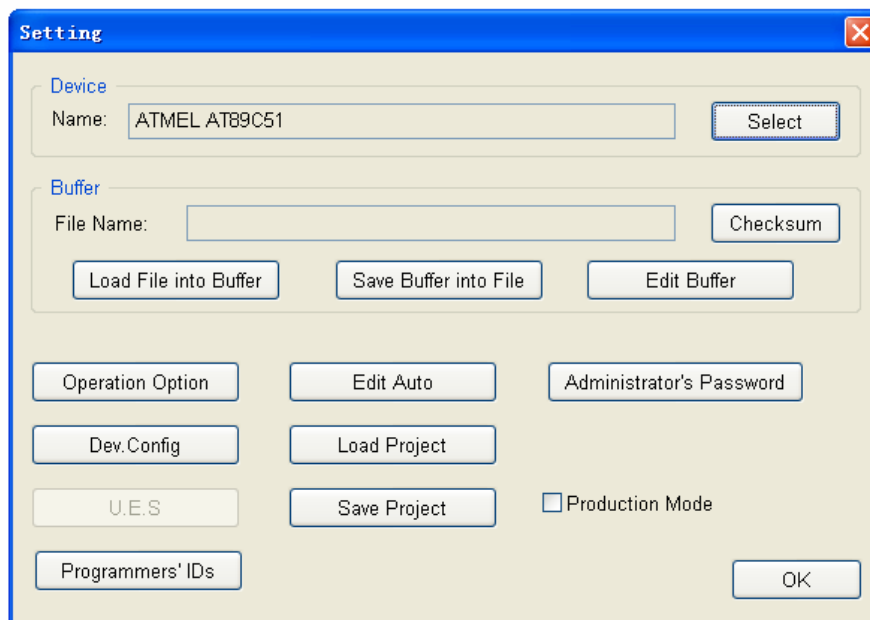 Setting
Device
Name: ATMEL AT89C51 Select
Buffer
File Name: Checksum
Load File into Buffer Save Buffer into File Edit Buffer
Operation Option Edit Auto Administrator's Password
Dev.Config Load Project
U.E.S Save Project Production Mode
Programmers' IDs OK